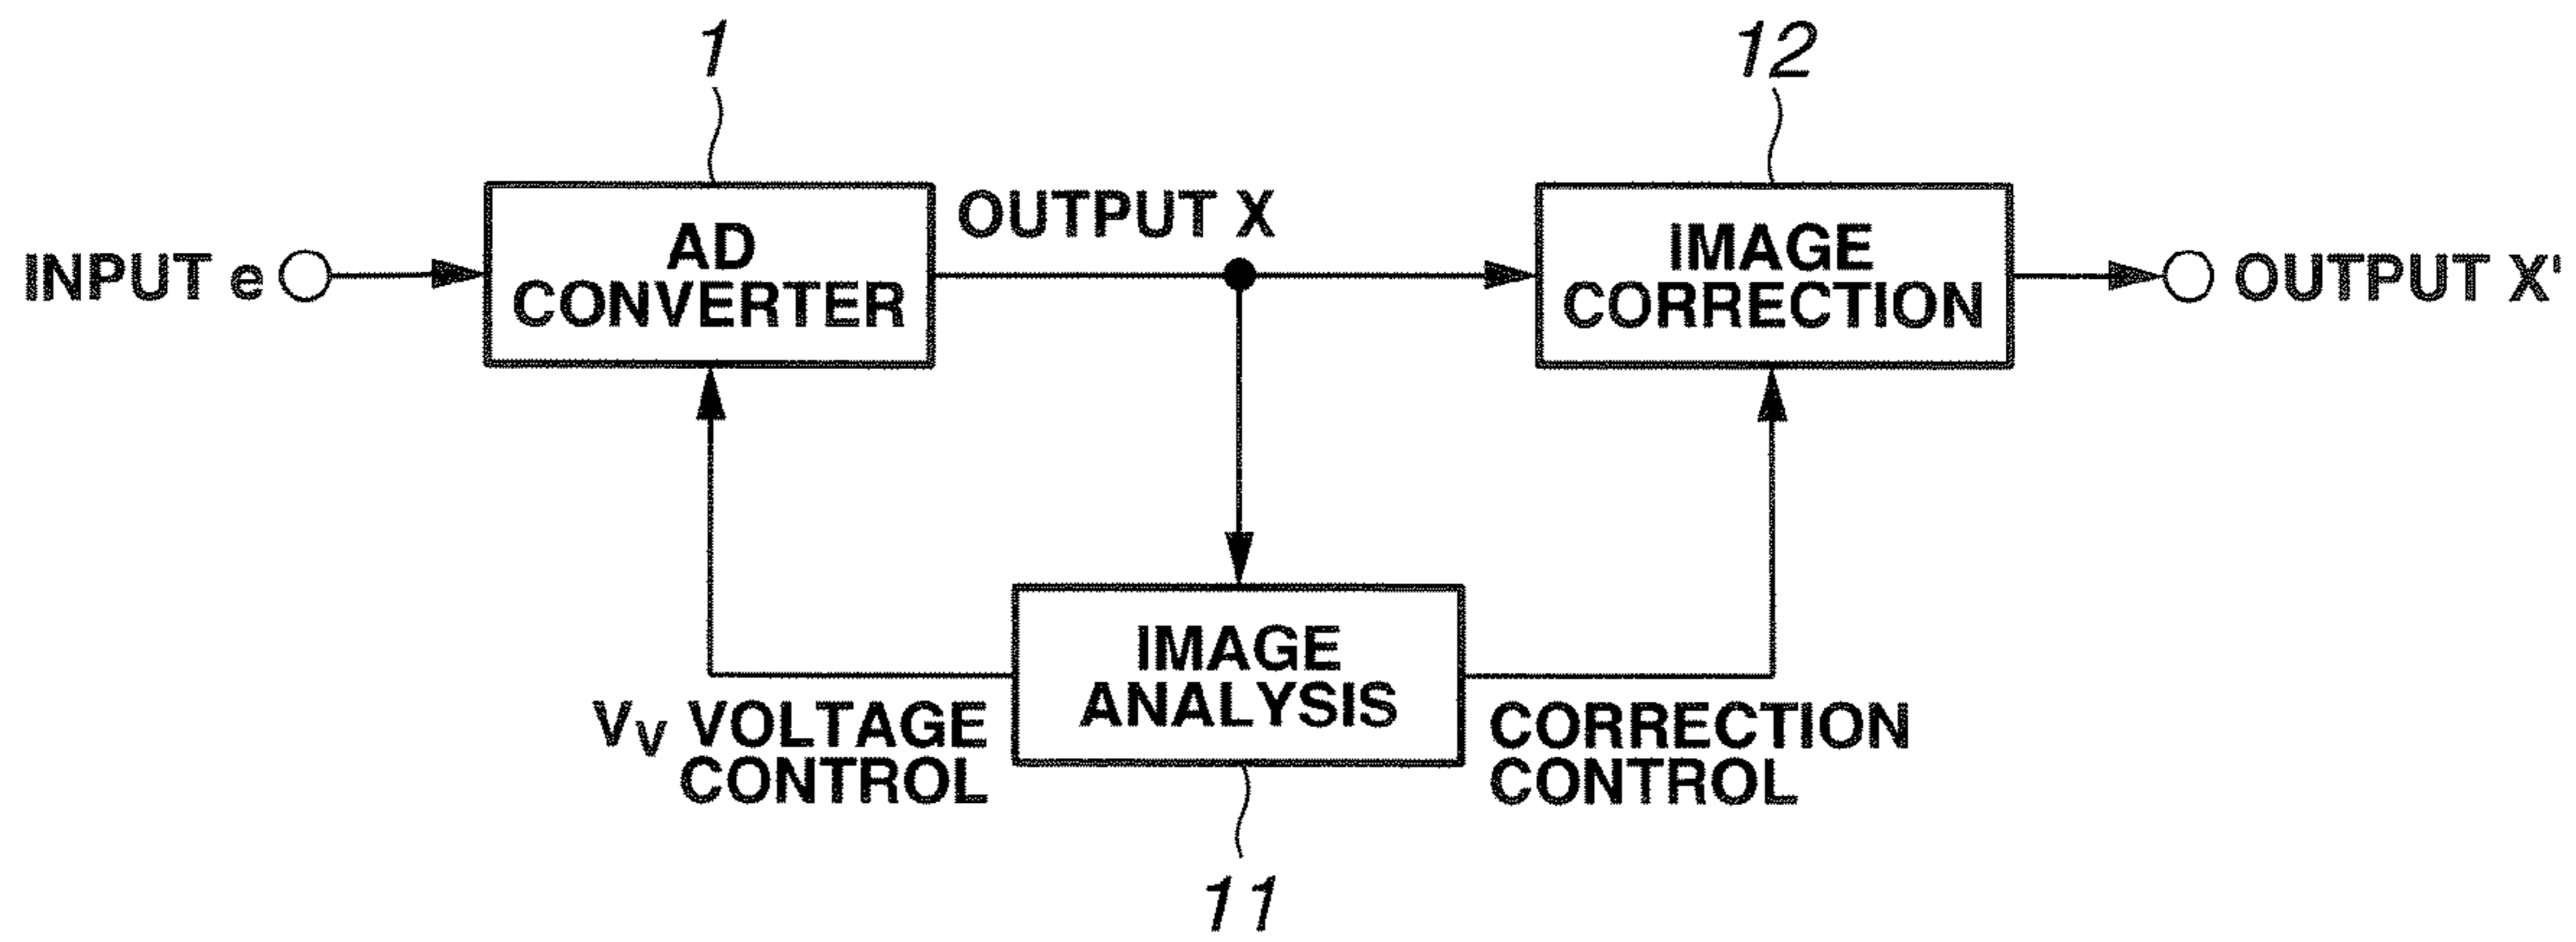 1
12
INPUT e
AD
CONVERTER
OUTPUT X
IMAGE
CORRECTION
OUTPUT X'
VV VOLTAGE
CONTROL
IMAGE
ANALYSIS
CORRECTION
CONTROL
11